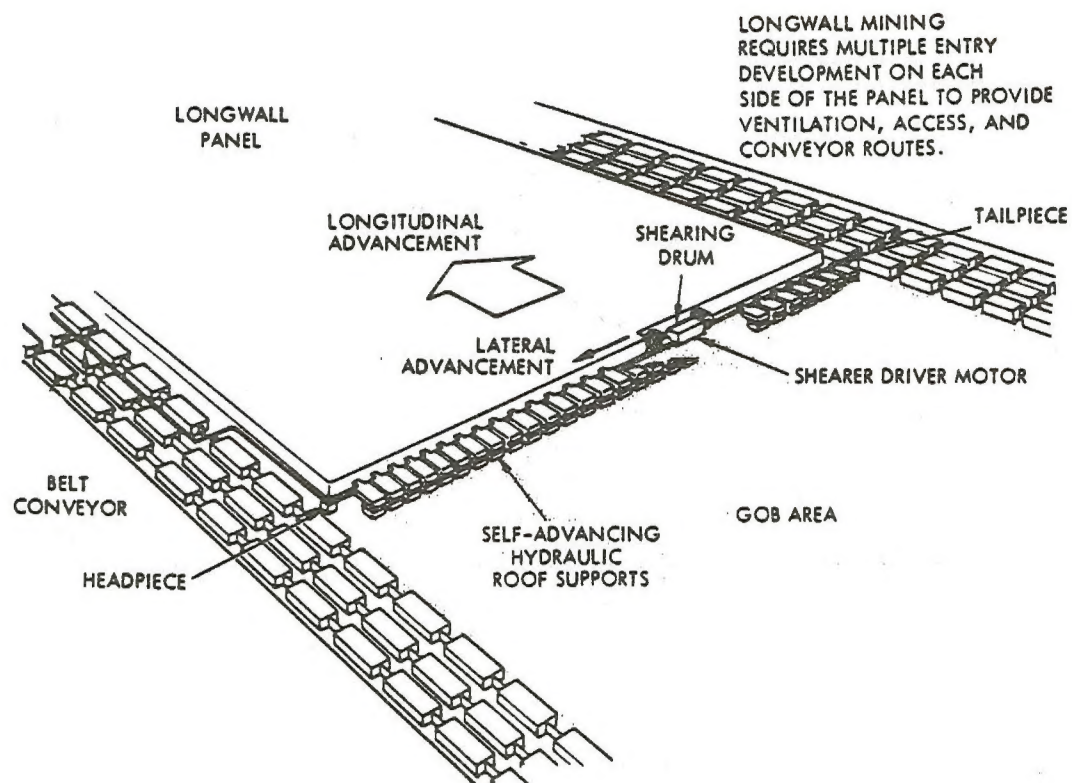 LONGWALL MINING
REQUIRES MULTIPLE ENTRY
DEVELOPMENT ON EACH
SIDE OF THE PANEL TO PROVIDE
VENTILATION, ACCESS, AND
CONVEYOR ROUTES.
LONGWALL
PANEL
TAILPIECE
LONGITUDINAL
ADVANCEMENT
SHEARING
DRUM
LATERAL
ADVANCEMENT
SHEARER DRIVER MOTOR
BELT
CONVEYOR
GOB AREA
SELF-ADVANCING
HYDRAULIC
ROOF SUPPORTS
HEADPIECE